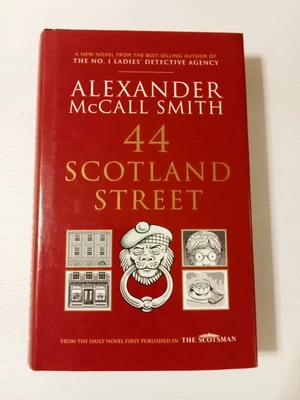 A NEW NOVEL FROM THE BEST-SELLING AUTHOR OF
THE NO. 1 LADIES' DETECTIVE AGENCY
ALEXANDER
McCALL SMITH
44
SCOTLAND
STREET
FROM THE DAILY NOVEL FIRST PUBLISHED IN THE SCOTSMAN